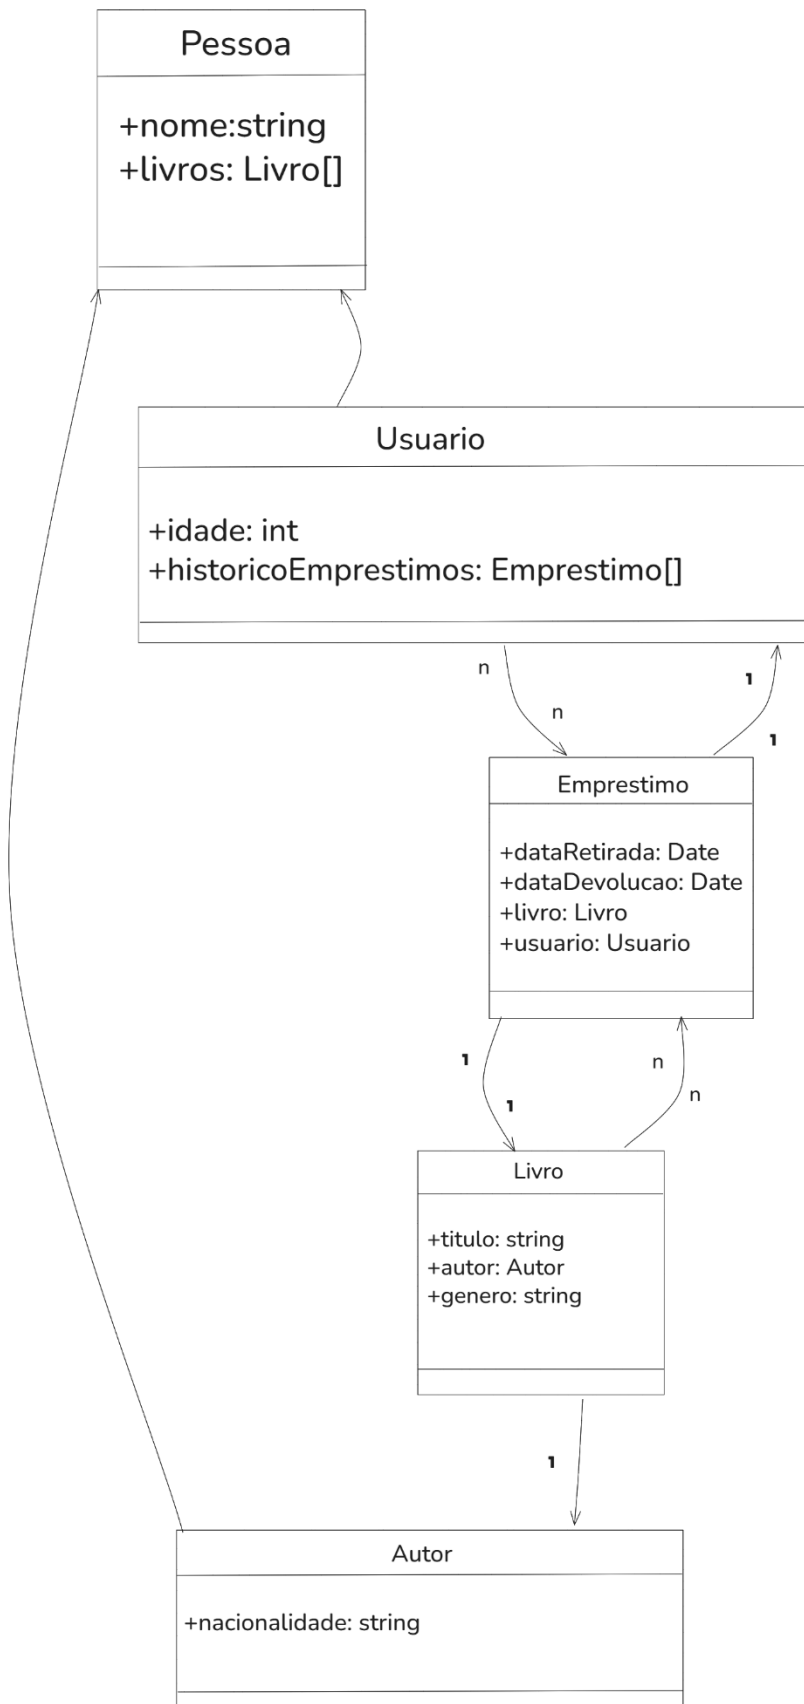 Pessoa
+nome:string
+livros: Livro[]
Usuario
+idade: int
+historicoEmprestimos: Emprestimo[]
n
1
n
1
Emprestimo
+dataRetirada: Date
+dataDevolucao: Date
+livro: Livro
+usuario: Usuario
1
n
1
n
Livro
+titulo: string
+autor: Autor
+genero: string
1
Autor
+nacionalidade: string